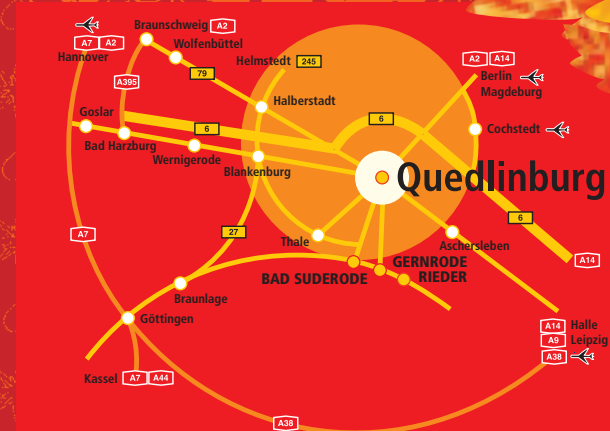 Braunschweig A2
A7 A2
Hannover
Wolfenbüttel
Helmstedt 245
A2 A14
Berlin
Magdeburg
79
A395
Halberstadt
Goslar
6
6
Cochstedt
Bad Harzburg
Wernigerode
Blankenburg
Quedlinburg
6
A7
27
Thale
Aschersleben
A14
GERNRODE
BAD SUDERODE
RIEDER
Braunlage
Göttingen
A14 Halle
A9 Leipzig
A38
Kassel A7 A44
A38